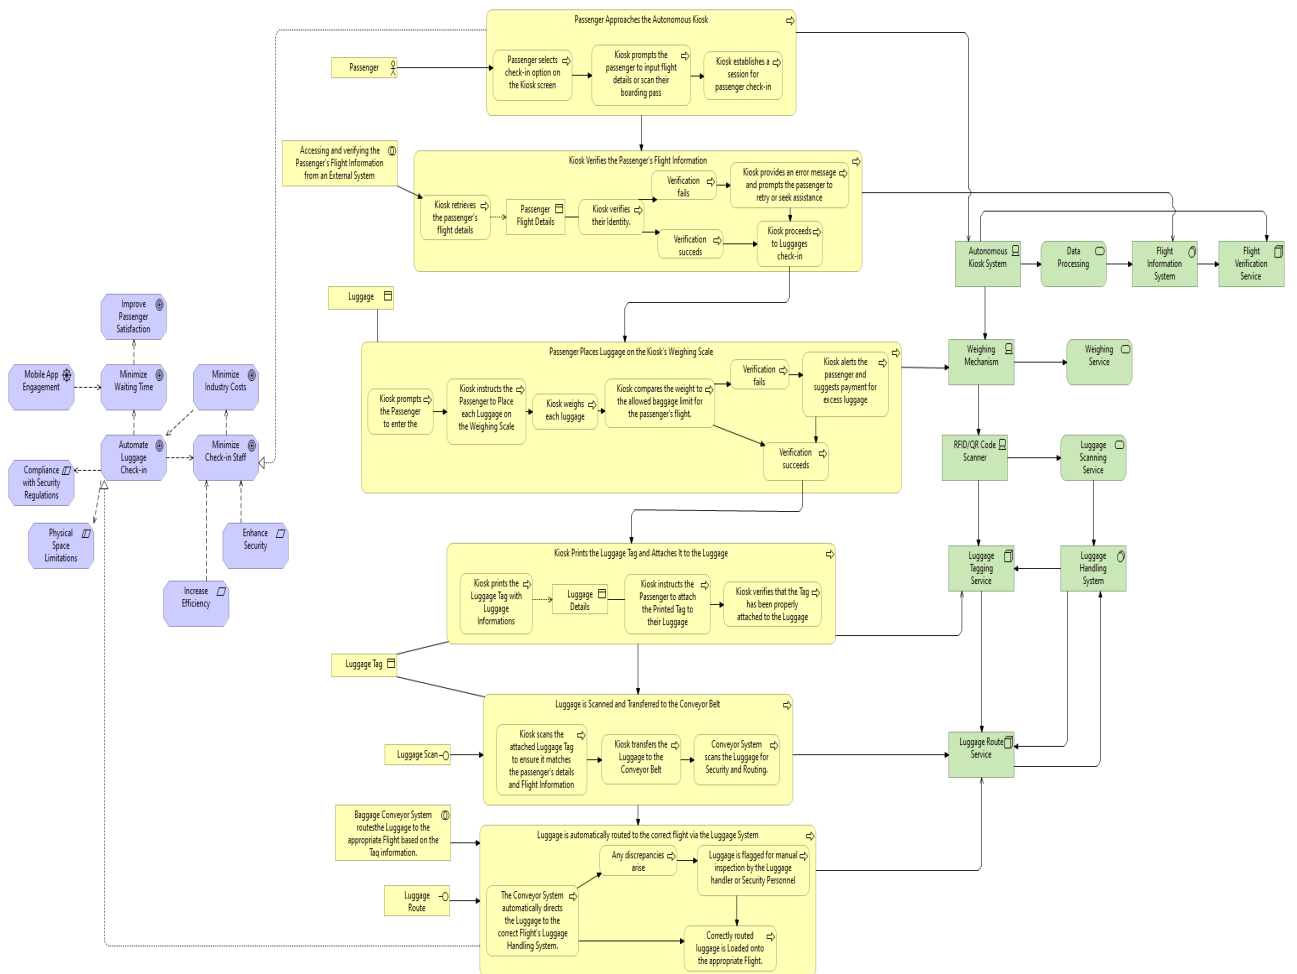 Passenger Approaches the Autonomous Kiosk
Passenger
Passenger selects
check-in option on
the Kiosk screen
Kiosk prompts the
passenger to input flight
details or scan their
boarding pass
Kiosk establishes a
session for
passenger check-in
Accessing and verifying the
Passenger's Flight Information
from an External System
Kiosk Verifies the Passenger's Flight Information
Kiosk retrieves
the passenger's
flight details
Passenger
Flight Details
Kiosk verifies
their Identity.
Verification
fails
Kiosk provides an error message
and prompts the passenger to
retry or seek assistance
Verification
succeds
Kiosk proceeds
to Luggages
check-in
Autonomous
Kiosk System
Data
Processing
Flight
Information
System
Flight
Verification
Service
Luggage
Passenger Places Luggage on the Kiosk's Weighing Scale
Kiosk prompts
the Passenger
to enter the
Kiosk instructs the
Passenger to Place
each Luggage on
the Weighing Scale
Kiosk weighs
each luggage
Kiosk compares the weight to
the allowed baggage limit for
the passenger's flight.
Verification
fails
Kiosk alerts the
passenger and
suggests payment for
excess luggage
Verification
succeeds
Weighing
Mechanism
Weighing
Service
RFID/QR Code
Scanner
Luggage
Scanning
Service
Improve
Passenger
Satisfaction
Mobile App
Engagement
Minimize
Waiting Time
Minimize
Industry Costs
Automate
Luggage
Check-in
Minimize
Check-in Staff
Compliance
with Security
Regulations
Physical
Space
Limitations
Enhance
Security
Increase
Efficiency
Kiosk Prints the Luggage Tag and Attaches It to the Luggage
Kiosk prints the
Luggage Tag with
Luggage
Informations
Luggage
Details
Kiosk instructs the
Passenger to attach
the Printed Tag to
their Luggage
Kiosk verifies that the Tag
has been properly
attached to the Luggage
Luggage
Tagging
Service
Luggage
Handling
System
Luggage Tag
Luggage is Scanned and Transferred to the Conveyor Belt
Luggage Scan
Kiosk scans the
attached Luggage Tag
to ensure it matches
the passenger's details
and Flight Information
Kiosk transfers the
Luggage to the
Conveyor Belt
Conveyor System
scans the Luggage for
Security and Routing.
Luggage Route
Service
Baggage Conveyor System
routesthe Luggage to the
appropriate Flight based on the
Taq information.
Luggage is automatically routed to the correct flight via the Luggage System
Luggage
Route
The Conveyor System
automatically directs
the Luggage to the
correct Flight's Luggage
Handling System.
Any discrepancies
arise
Luggage is flagged for manual
inspection by the Luggage
handler or Security Personnel
Correctly routed
luggage is Loaded onto
the appropriate Flight.